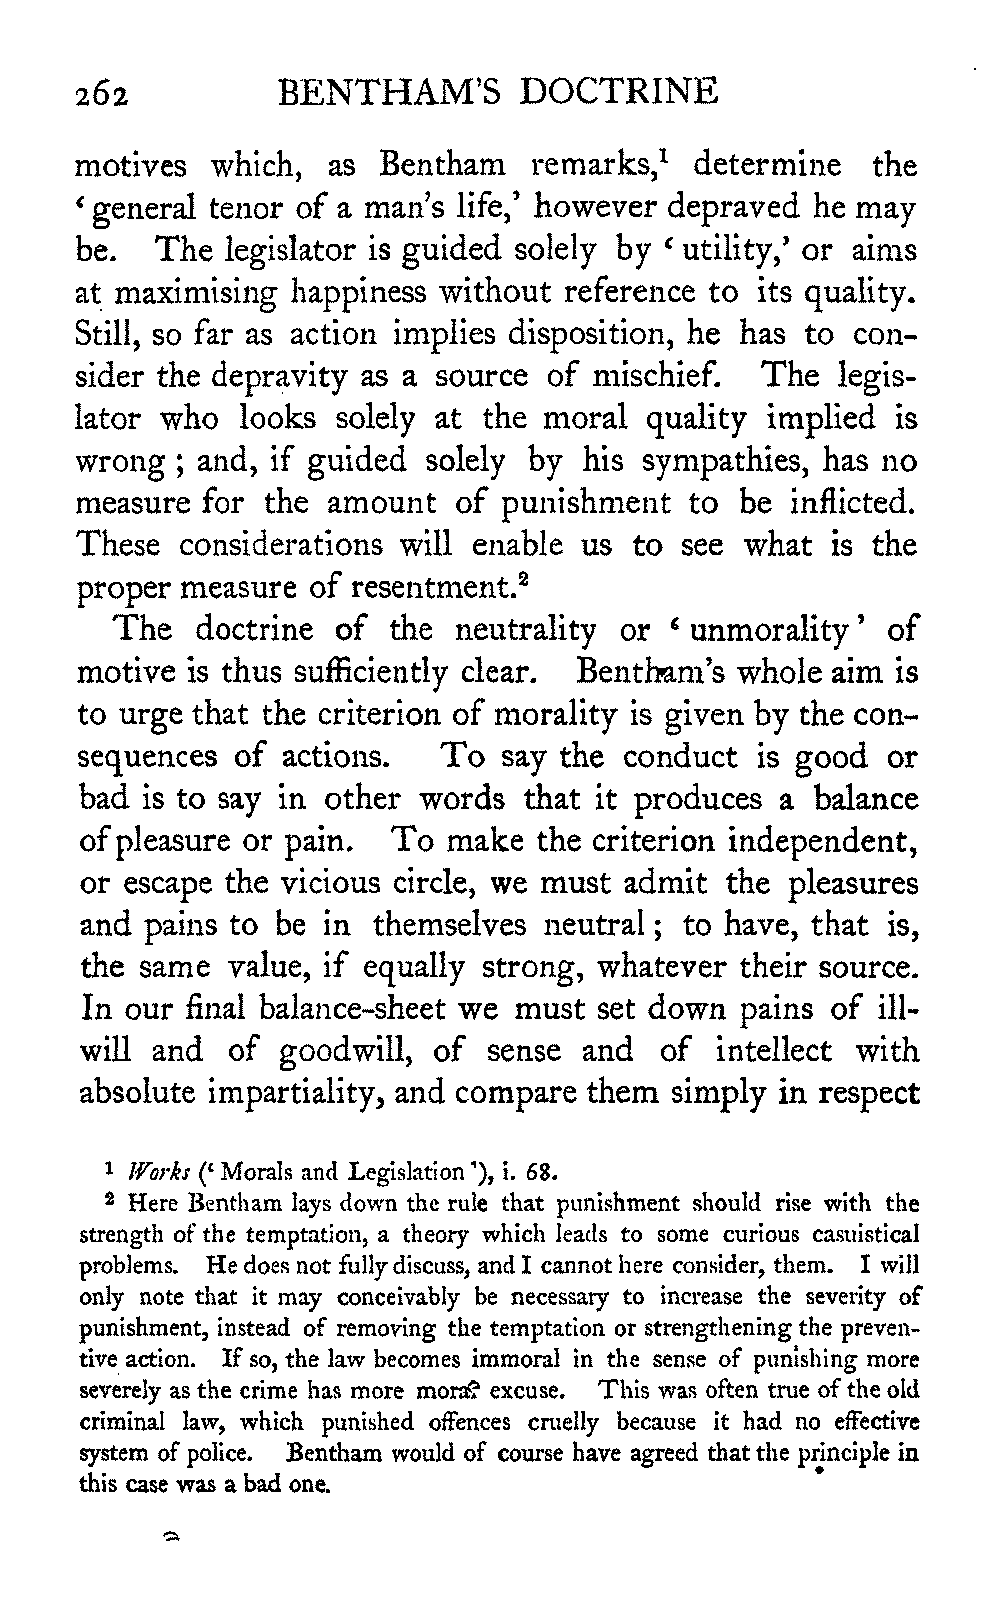 262 BENTHAM'S DOCTRINE
motives which, as Bentham remarks,¹ determine the
‘general tenor of a man's life,’ however depraved he may
be. The legislator is guided solely by ‘utility,’ or aims
at maximising happiness without reference to its quality.
Still, so far as action implies disposition, he has to con-
sider the depravity as a source of mischief. The legis-
lator who looks solely at the moral quality implied is
wrong ; and, if guided solely by his sympathies, has no
measure for the amount of punishment to be inflicted.
These considerations will enable us to see what is the
proper measure of resentment.²
The doctrine of the neutrality or ‘unmorality’ of
motive is thus sufficiently clear. Bentham's whole aim is
to urge that the criterion of morality is given by the con-
sequences of actions. To say the conduct is good or
bad is to say in other words that it produces a balance
of pleasure or pain. To make the criterion independent,
or escape the vicious circle, we must admit the pleasures
and pains to be in themselves neutral ; to have, that is,
the same value, if equally strong, whatever their source.
In our final balance-sheet we must set down pains of ill-
will and of goodwill, of sense and of intellect with
absolute impartiality, and compare them simply in respect
¹ Works (‘Morals and Legislation’), i. 68.
² Here Bentham lays down the rule that punishment should rise with the
strength of the temptation, a theory which leads to some curious casuistical
problems. He does not fully discuss, and I cannot here consider, them. I will
only note that it may conceivably be necessary to increase the severity of
punishment, instead of removing the temptation or strengthening the preven-
tive action. If so, the law becomes immoral in the sense of punishing more
severely as the crime has more moral excuse. This was often true of the old
criminal law, which punished offences cruelly because it had no effective
system of police. Bentham would of course have agreed that the principle in
this case was a bad one.